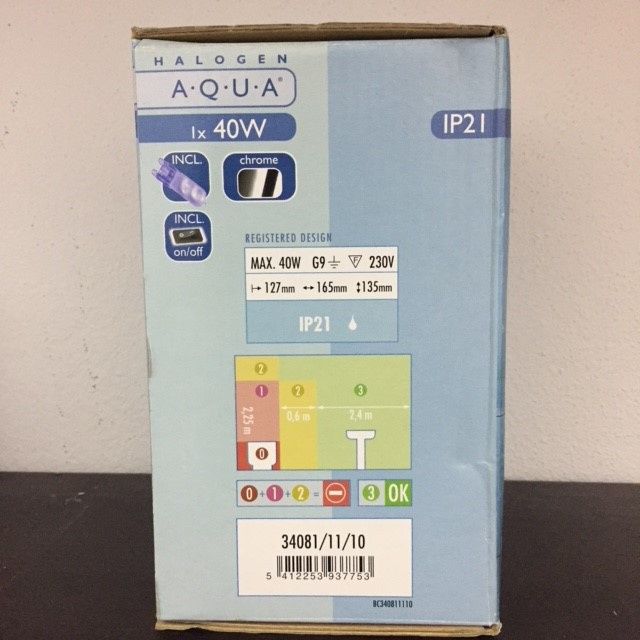 HALOGEN
A·Q·U·A®
1x 40W
IP21
INCL.
chrome
INCL.
on/off
REGISTERED DESIGN
MAX. 40W G9 F 230V
127mm 165mm 135mm
IP21
2
1 2 3
2,25 m 0,6 m 2,4 m
0
0 + 1 + 2 = 3 OK
34081/11/10
5 412253 937753
BC340811110